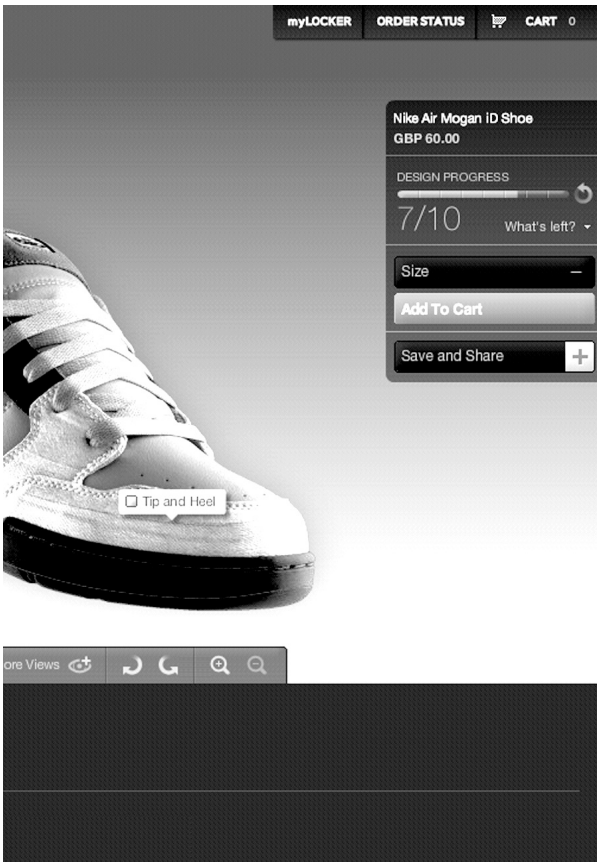 myLOCKER
ORDER STATUS
CART 0
Nike Air Mogan iD Shoe
GBP 60.00
DESIGN PROGRESS
7/10
What's left?
Size
Add To Cart
Save and Share
Tip and Heel
ore Views